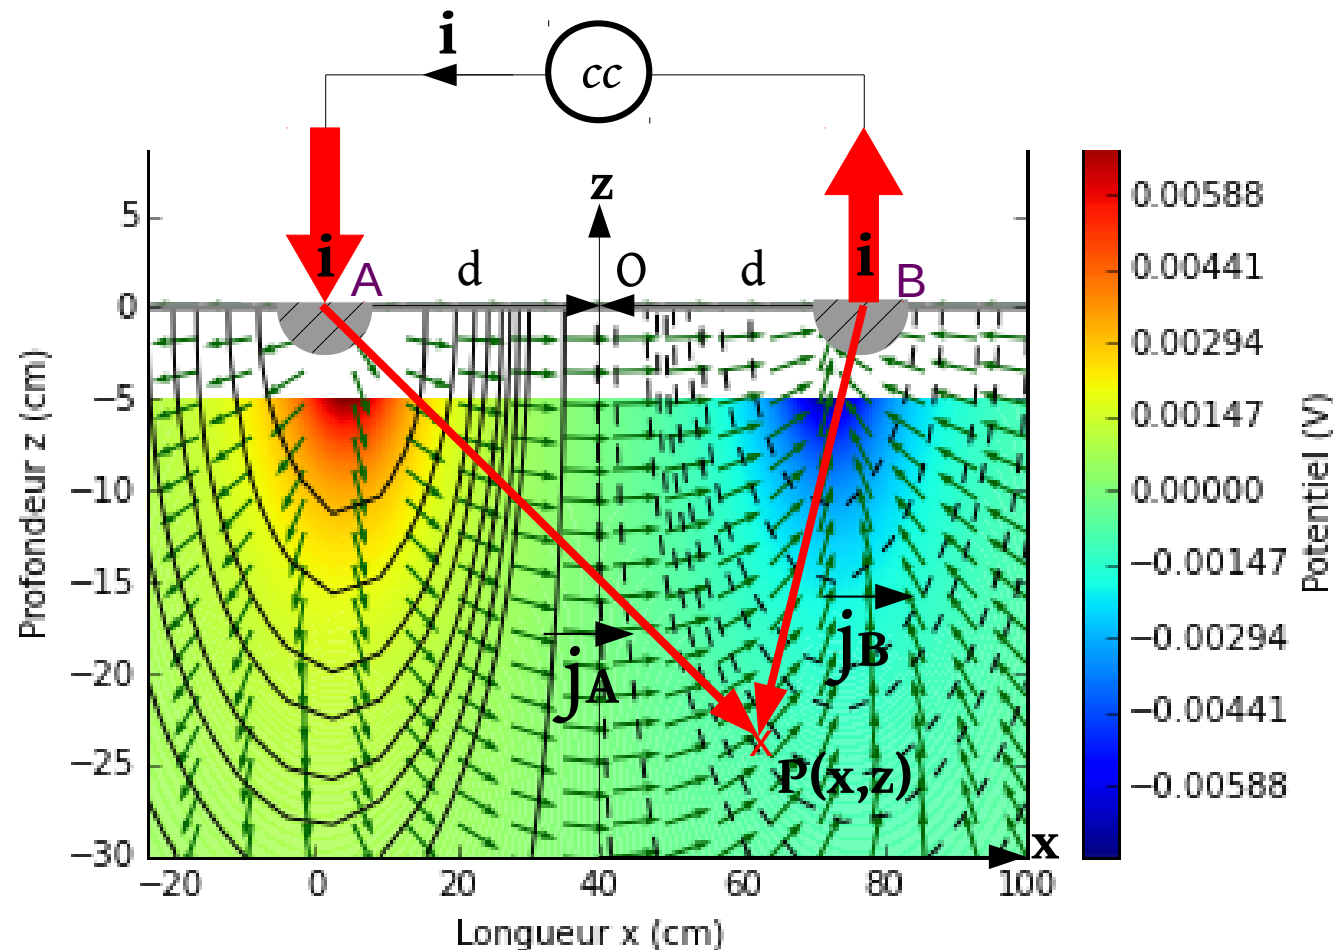 i
cc
z
i
A
d
O
d
i
B
5
0
−5
−10
−15
−20
−25
−30
Profondeur z (cm)
jA
jB
P(x,z)
x
−20 0 20 40 60 80 100
Longueur x (cm)
0.00588
0.00441
0.00294
0.00147
0.00000
−0.00147
−0.00294
−0.00441
−0.00588
Potentiel (V)